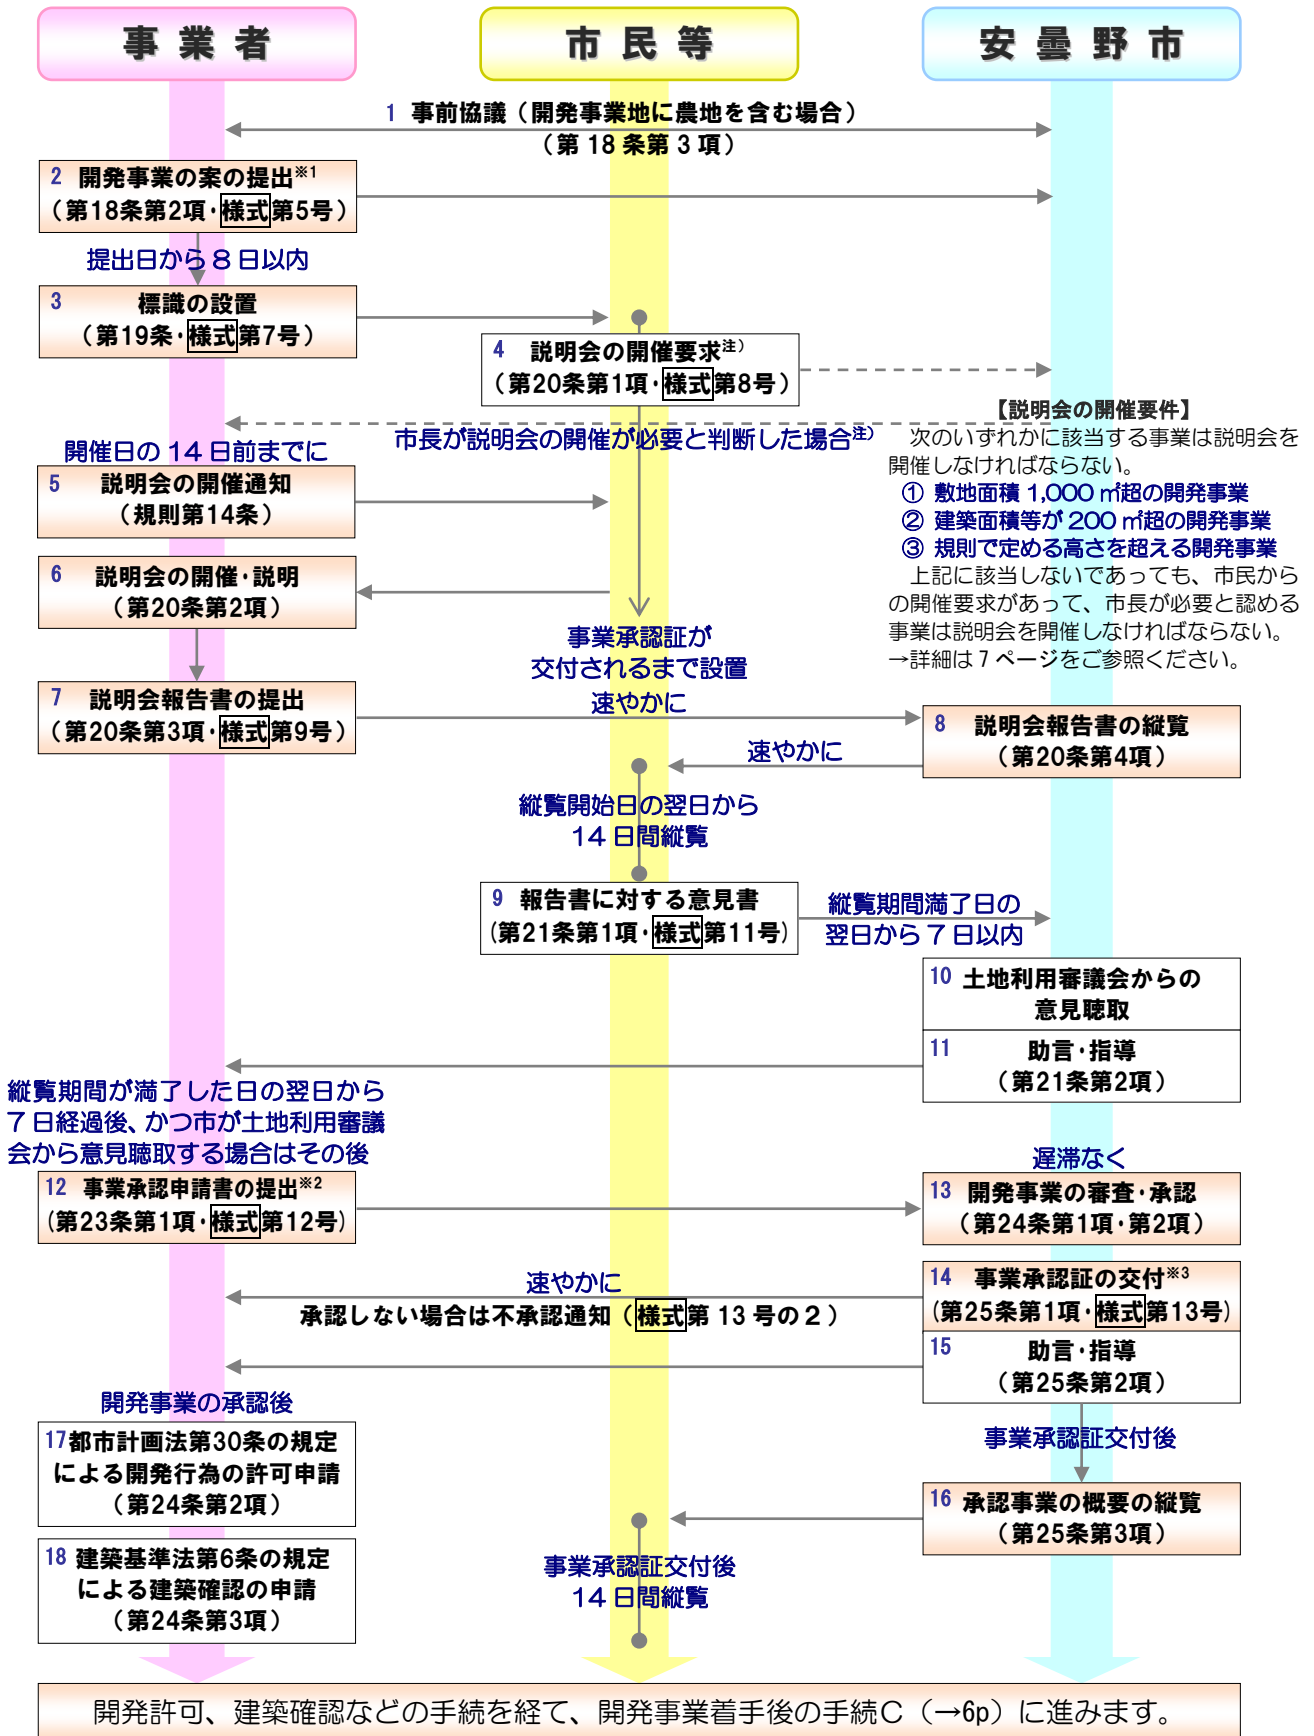 事業者
市民等
安曇野市
1 事前協議（開発事業地に農地を含む場合）
（第18条第3項）
2 開発事業の案の提出※1
（第18条第2項・様式第5号）
提出日から8日以内
3 標識の設置
（第19条・様式第7号）
4 説明会の開催要求注）
（第20条第1項・様式第8号）
市長が説明会の開催が必要と判断した場合注）
【説明会の開催要件】
次のいずれかに該当する事業は説明会を
開催しなければならない。
① 敷地面積1,000㎡超の開発事業
② 建築面積等が200㎡超の開発事業
③ 規則で定める高さを超える開発事業
上記に該当しないであっても、市民から
の開催要求があって、市長が必要と認める
事業は説明会を開催しなければならない。
→詳細は7ページをご参照ください。
開催日の14日前までに
5 説明会の開催通知
（規則第14条）
6 説明会の開催・説明
（第20条第2項）
事業承認証が
交付されるまで設置
7 説明会報告書の提出
（第20条第3項・様式第9号）
速やかに
8 説明会報告書の縦覧
（第20条第4項）
速やかに
縦覧開始日の翌日から
14日間縦覧
9 報告書に対する意見書
(第21条第1項・様式第11号)
縦覧期間満了日の
翌日から7日以内
10 土地利用審議会からの
意見聴取
11 助言・指導
（第21条第2項）
縦覧期間が満了した日の翌日から
7日経過後、かつ市が土地利用審議
会から意見聴取する場合はその後
12 事業承認申請書の提出※2
(第23条第1項・様式第12号)
遅滞なく
13 開発事業の審査・承認
（第24条第1項・第2項）
14 事業承認証の交付※3
(第25条第1項・様式第13号)
速やかに
承認しない場合は不承認通知（様式第13号の2）
15 助言・指導
（第25条第2項）
開発事業の承認後
17都市計画法第30条の規定
による開発行為の許可申請
（第24条第2項）
事業承認証交付後
16 承認事業の概要の縦覧
（第25条第3項）
18 建築基準法第6条の規定
による建築確認の申請
（第24条第3項）
事業承認証交付後
14日間縦覧
開発許可、建築確認などの手続を経て、開発事業着手後の手続C（→6p）に進みます。